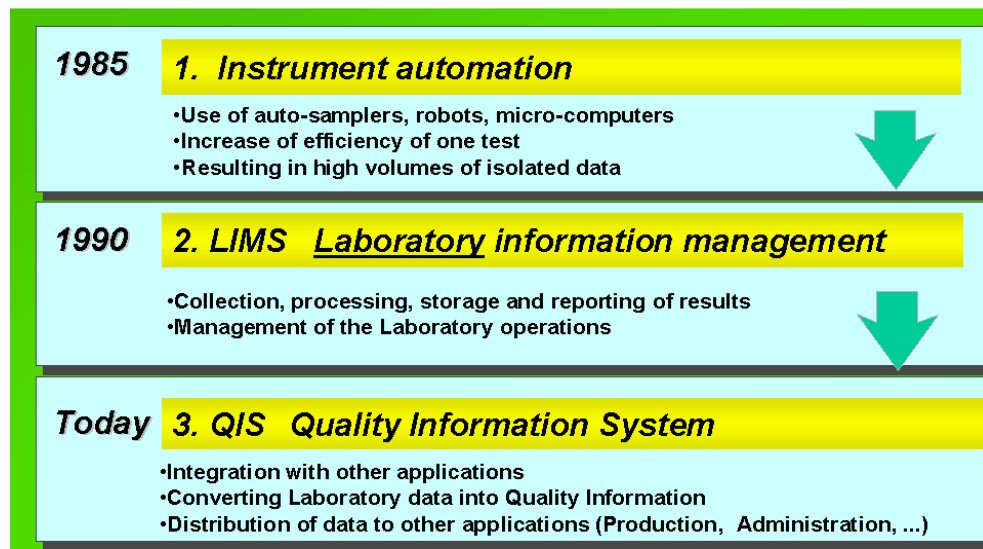 1985 1. Instrument automation
•Use of auto-samplers, robots, micro-computers
•Increase of efficiency of one test
•Resulting in high volumes of isolated data
1990 2. LIMS Laboratory information management
•Collection, processing, storage and reporting of results
•Management of the Laboratory operations
Today 3. QIS Quality Information System
•Integration with other applications
•Converting Laboratory data into Quality Information
•Distribution of data to other applications (Production, Administration, ...)